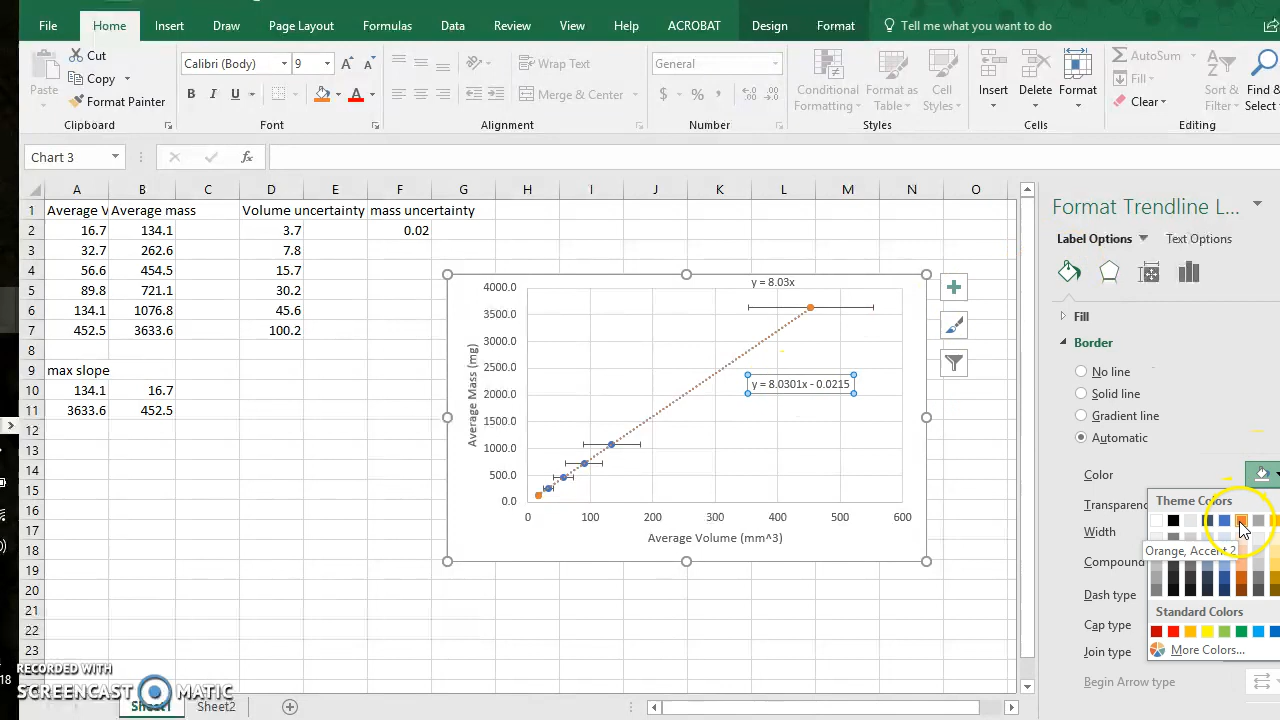 File Home Insert Draw Page Layout Formulas Data Review View Help ACROBAT Design Format Tell me what you want to do
Cut
Copy
Format Painter
Paste
Clipboard
Calibri (Body) 9
B I U
Font
Wrap Text
Merge & Center
Alignment
General
$ % ,
Number
Conditional Formatting
Format as Table
Cell Styles
Styles
Insert Delete Format
Cells
AutoSum
Fill
Clear
Sort & Filter
Find & Select
Editing
Chart 3 fx
A B C D E F G H I J K L M N O
1 Average V Average mass Volume uncertainty mass uncertainty
2 16.7 134.1 3.7 0.02
3 32.7 262.6 7.8
4 56.6 454.5 15.7
5 89.8 721.1 30.2
6 134.1 1076.8 45.6
7 452.5 3633.6 100.2
8
9 max slope
10 134.1 16.7
11 3633.6 452.5
12
13
14
15
16
17
18
19
20
21
22
23
y = 8.03x
y = 8.0301x - 0.0215
4000.0
3500.0
3000.0
2500.0
2000.0
1500.0
1000.0
500.0
0.0
0 100 200 300 400 500 600
Average Mass (mg)
Average Volume (mm^3)
Format Trendline L...
Label Options Text Options
Fill
Border
No line
Solid line
Gradient line
Automatic
Color
Transparenc
Width
Compound
Dash type
Cap type
Join type
Begin Arrow type
Theme Colors
Orange, Accent 2
Standard Colors
More Colors...
RECORDED WITH
SCREENCAST MATIC
18
Sheet1 Sheet2